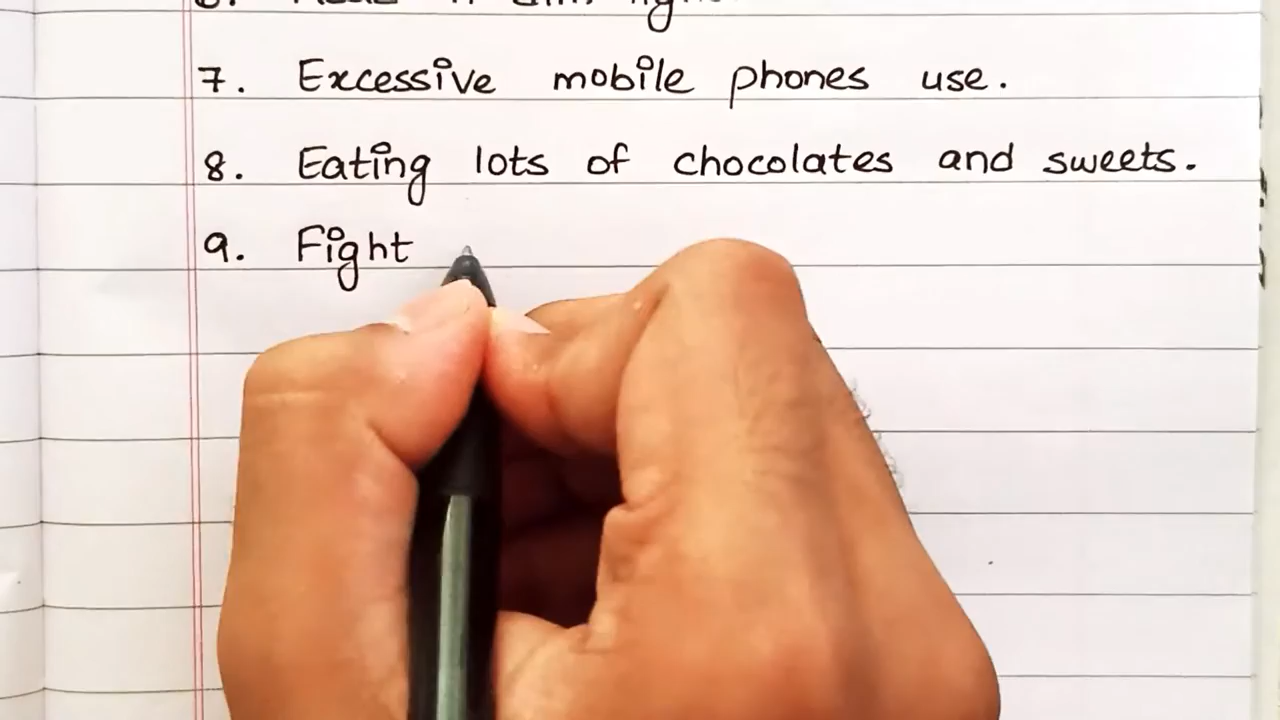 7. Excessive mobile phones use.
8. Eating lots of chocolates and sweets.
9. Fight